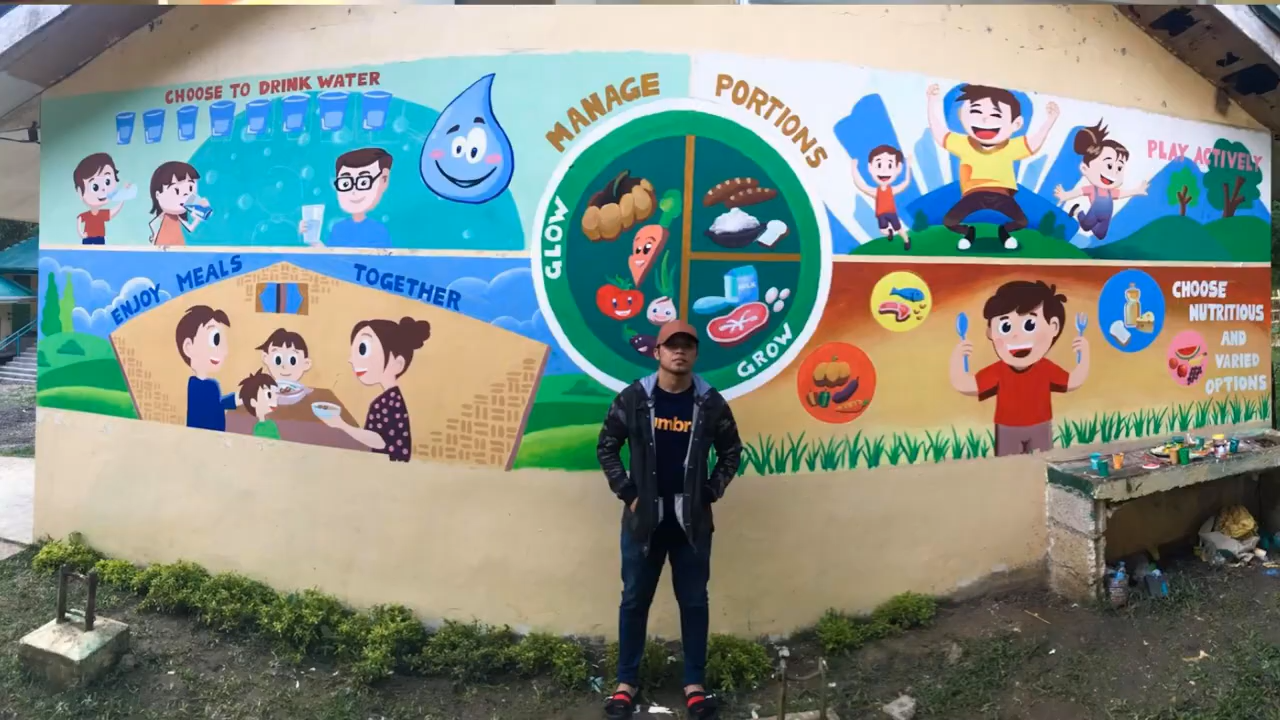 CHOOSE TO DRINK WATER
MANAGE PORTIONS
PLAY ACTIVELY
GLOW
MILK
GROW
ENJOY MEALS TOGETHER
CHOOSE
NUTRITIOUS
AND
VARIED
OPTIONS
umbr